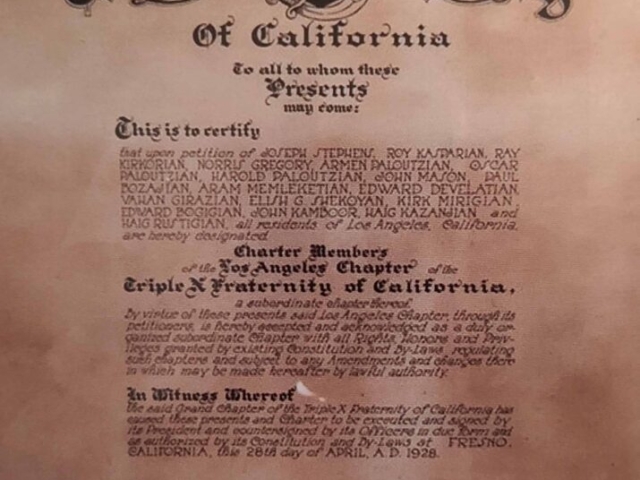 Of California
To all to whom these
Presents
may come:
This is to certify
that upon petition of JOSEPH STEPHENS, ROY KASPARIAN, RAY
KIRKORIAN, NORRIS GREGORY, ARMEN PALOUTZIAN, OSCAR
PALOUTZIAN, HAROLD PALOUTZIAN, JOHN MASON, PAUL
BOZAJIAN, ARAM MEMLEKETIAN, EDWARD DEVELATIAN,
VAHAN GIRAZIAN, ELISH G SHEKOYAN, KIRK MIRIGIAN,
EDWARD BOGIGIAN, JOHN KAMBOOR, HAIG KAZANJIAN and
HAIG RUSTIGIAN, all residents of Los Angeles, California,
are hereby designated
Charter Members
of the Los Angeles Chapter of the
Triple X Fraternity of California,
a subordinate chapter thereof.
By virtue of these presents said Los Angeles Chapter, through its
petitioners, is hereby accepted and acknowledged as a duly or-
ganized subordinate Chapter with all Rights, Honors and Priv-
ileges granted by existing Constitution and By-Laws regulating
such chapters and subject to any Amendments and changes there
in which may be made hereafter by lawful authority.
In Witness Whereof
the said Grand Chapter of the Triple X Fraternity of California has
caused these presents and Charter to be executed and signed by
its President and countersigned by its Officers in due form and
as authorized by its Constitution and By-Laws at FRESNO,
CALIFORNIA, this 28th day of APRIL, A.D. 1928.